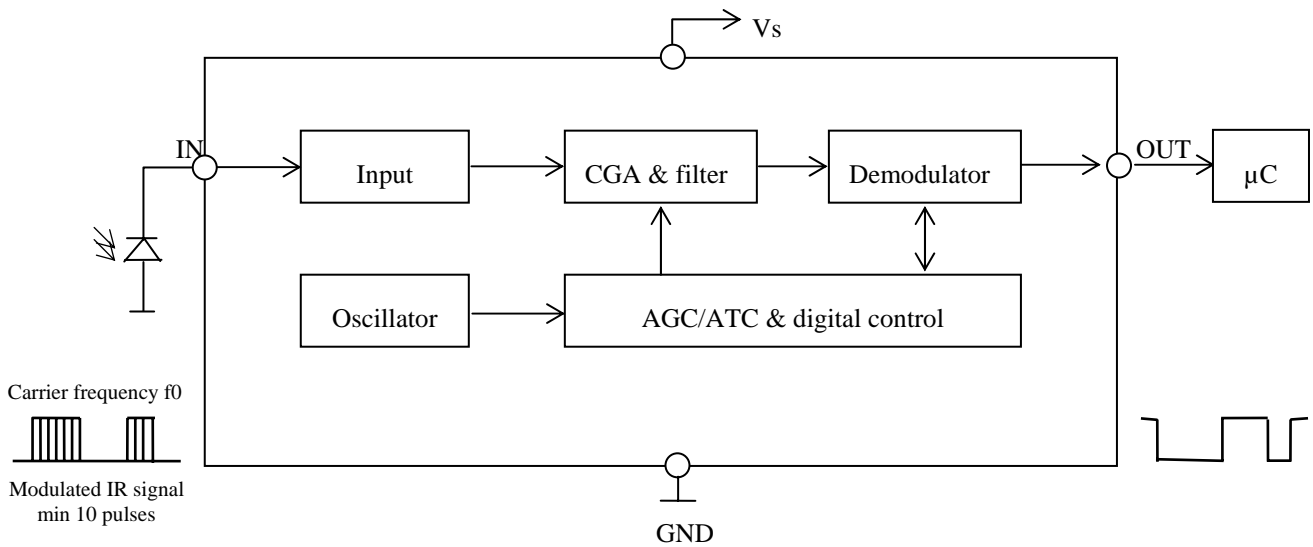 Vs
IN
Input
CGA & filter
Demodulator
OUT
µC
Oscillator
AGC/ATC & digital control
Carrier frequency f0
Modulated IR signal
min 10 pulses
GND